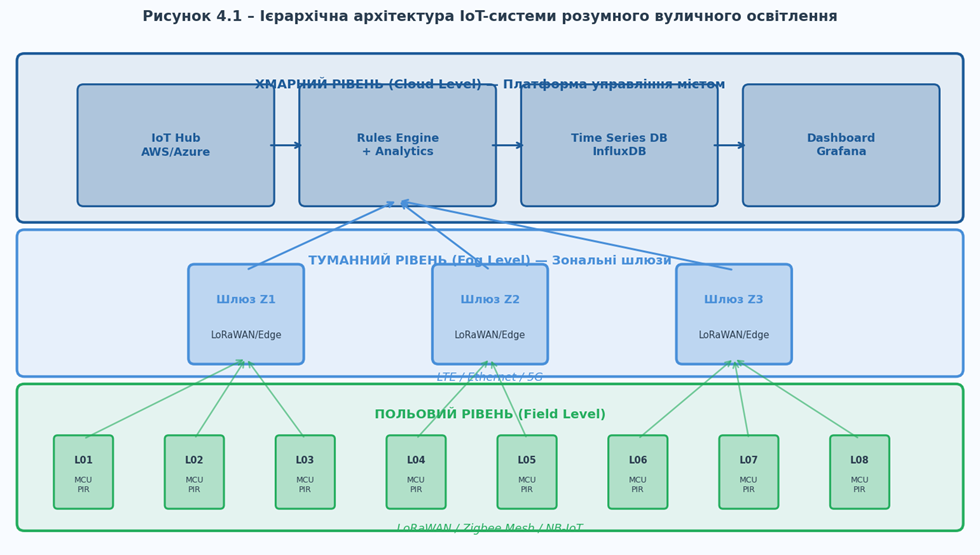 Рисунок 4.1 – Ієрархічна архітектура IoT-системи розумного вуличного освітлення
ХМАРНИЙ РІВЕНЬ (Cloud Level) — Платформа управління містом
IoT Hub
AWS/Azure
Rules Engine
+ Analytics
Time Series DB
InfluxDB
Dashboard
Grafana
ТУМАННИЙ РІВЕНЬ (Fog Level) — Зональні шлюзи
Шлюз Z1
LoRaWAN/Edge
Шлюз Z2
LoRaWAN/Edge
Шлюз Z3
LoRaWAN/Edge
LTE / Ethernet / 5G
ПОЛЬОВИЙ РІВЕНЬ (Field Level)
L01
MCU
PIR
L02
MCU
PIR
L03
MCU
PIR
L04
MCU
PIR
L05
MCU
PIR
L06
MCU
PIR
L07
MCU
PIR
L08
MCU
PIR
LoRaWAN / Zigbee Mesh / NB-IoT